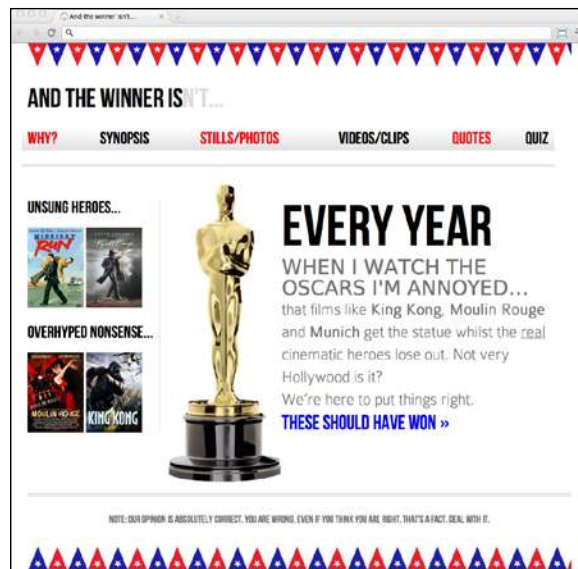 And the winner isn't...
AND THE WINNER ISN'T...
WHY? SYNOPSIS STILLS/PHOTOS VIDEOS/CLIPS QUOTES QUIZ
UNSUNG HEROES...
MIDNIGHT
RUN
OVERHYPED NONSENSE...
MOULIN ROUGE
KING KONG
EVERY YEAR
WHEN I WATCH THE
OSCARS I'M ANNOYED...
that films like King Kong, Moulin Rouge
and Munich get the statue whilst the real
cinematic heroes lose out. Not very
Hollywood is it?
We're here to put things right.
THESE SHOULD HAVE WON »
NOTE: OUR OPINION IS ABSOLUTELY CORRECT. YOU ARE WRONG, EVEN IF YOU THINK YOU ARE RIGHT. THAT'S A FACT. DEAL WITH IT.